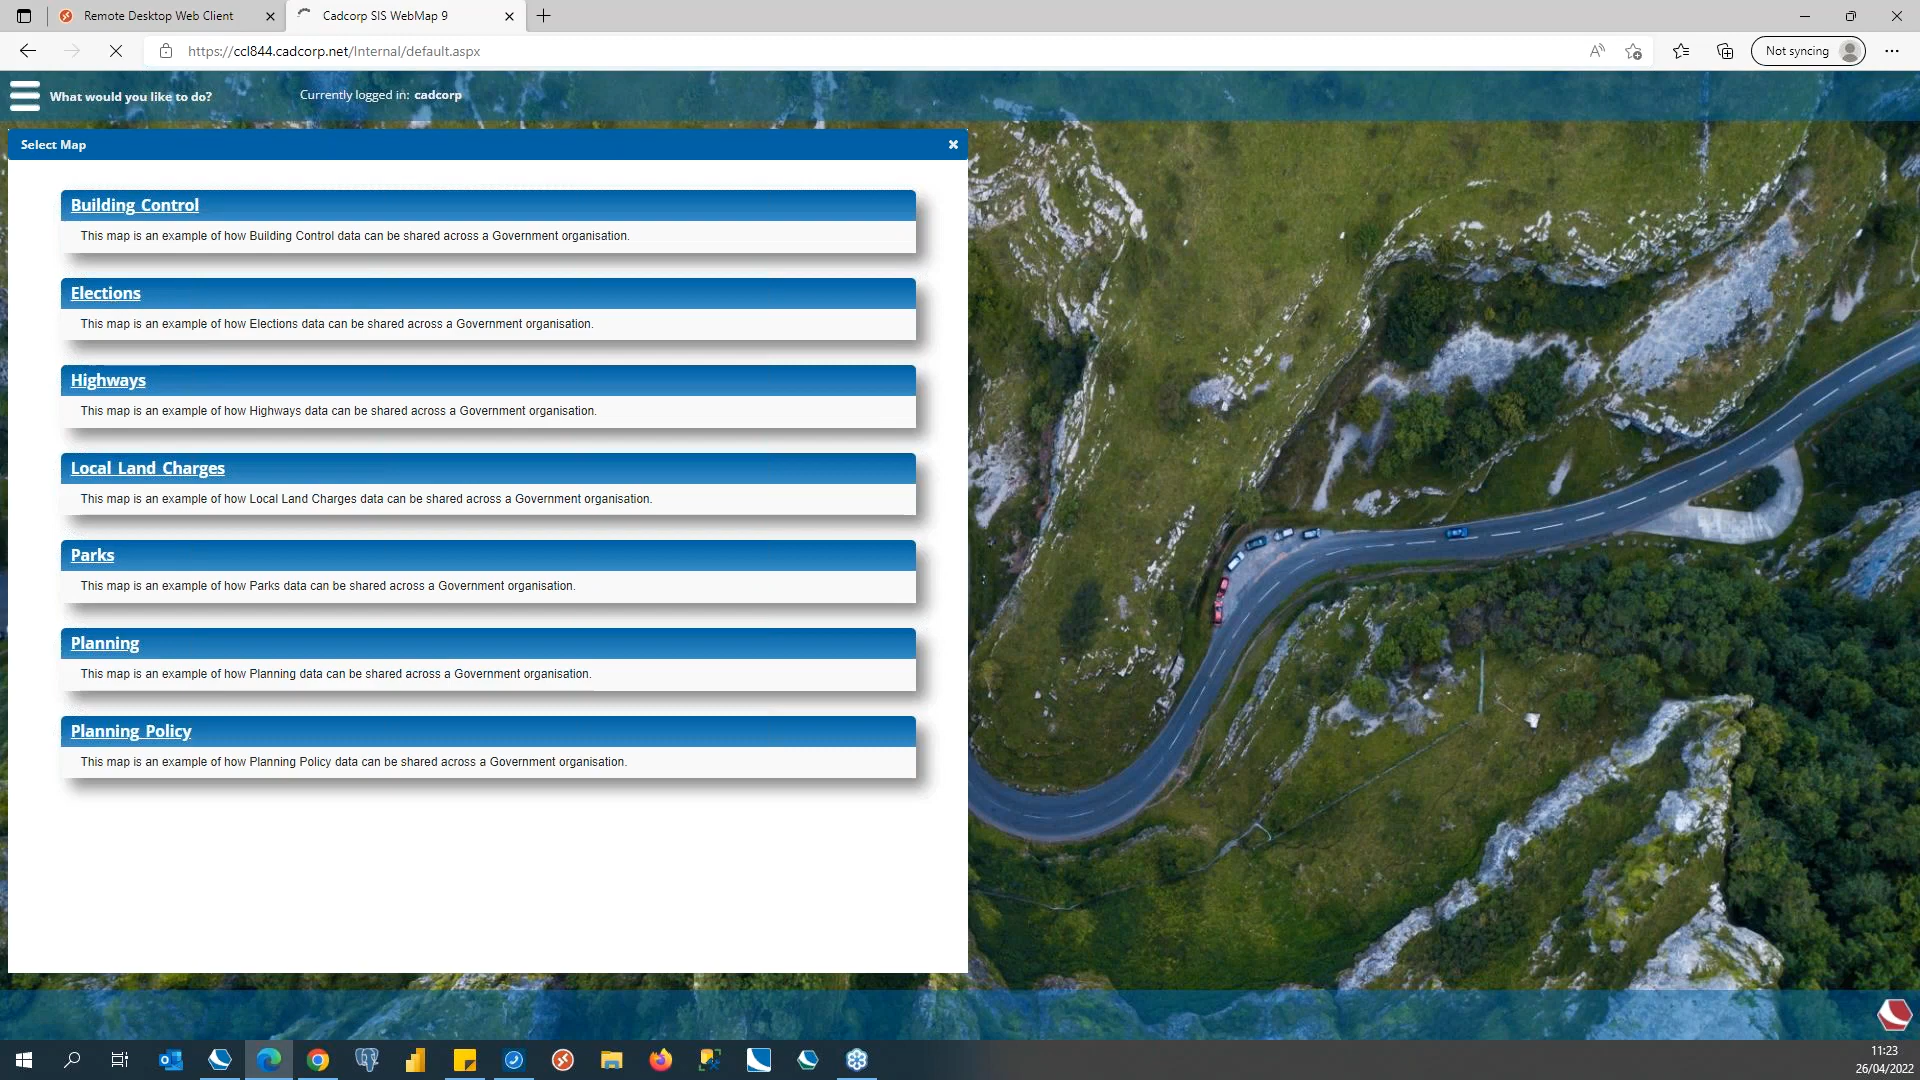 Remote Desktop Web Client
Cadcorp SIS WebMap 9
https://ccl844.cadcorp.net/Internal/default.aspx
Not syncing
What would you like to do?
Currently logged in: cadcorp
Select Map
Building Control
This map is an example of how Building Control data can be shared across a Government organisation.
Elections
This map is an example of how Elections data can be shared across a Government organisation.
Highways
This map is an example of how Highways data can be shared across a Government organisation.
Local Land Charges
This map is an example of how Local Land Charges data can be shared across a Government organisation.
Parks
This map is an example of how Parks data can be shared across a Government organisation.
Planning
This map is an example of how Planning data can be shared across a Government organisation.
Planning Policy
This map is an example of how Planning Policy data can be shared across a Government organisation.
11:23
26/04/2022